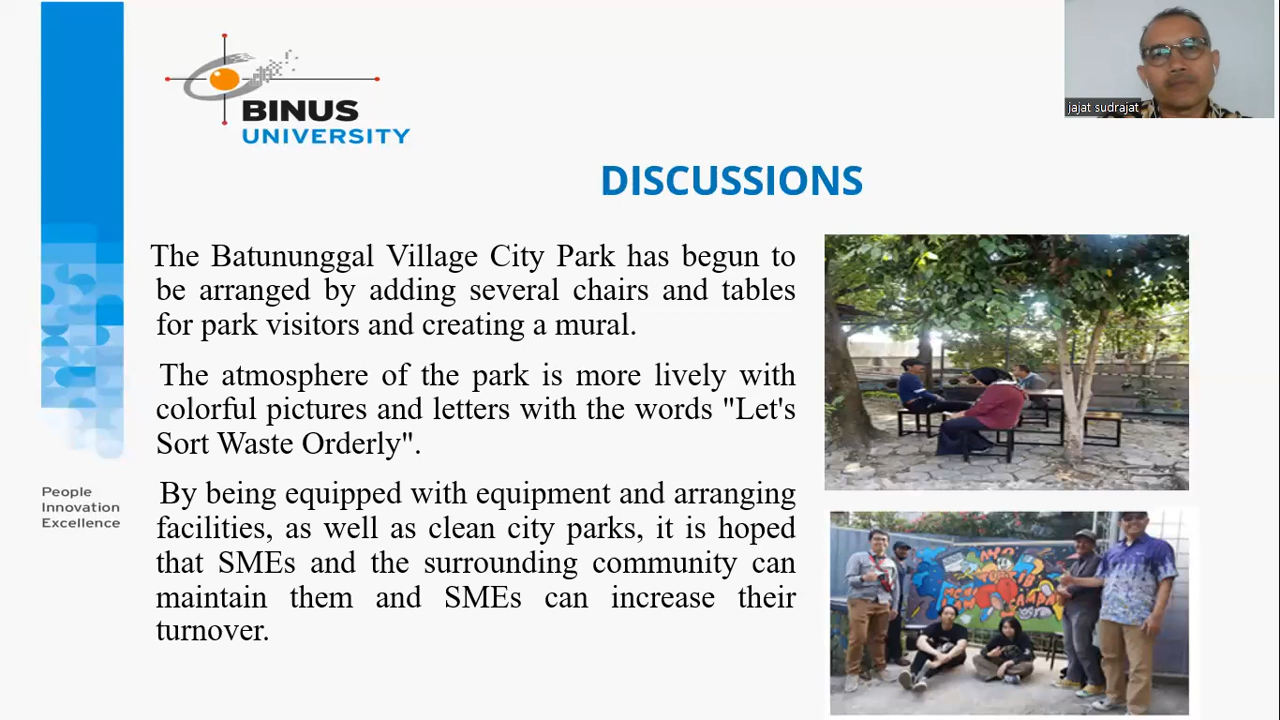 BINUS
UNIVERSITY
jajat sudrajat
DISCUSSIONS
The Batununggal Village City Park has begun to
be arranged by adding several chairs and tables
for park visitors and creating a mural.
The atmosphere of the park is more lively with
colorful pictures and letters with the words "Let's
Sort Waste Orderly".
By being equipped with equipment and arranging
facilities, as well as clean city parks, it is hoped
that SMEs and the surrounding community can
maintain them and SMEs can increase their
turnover.
People
Innovation
Excellence